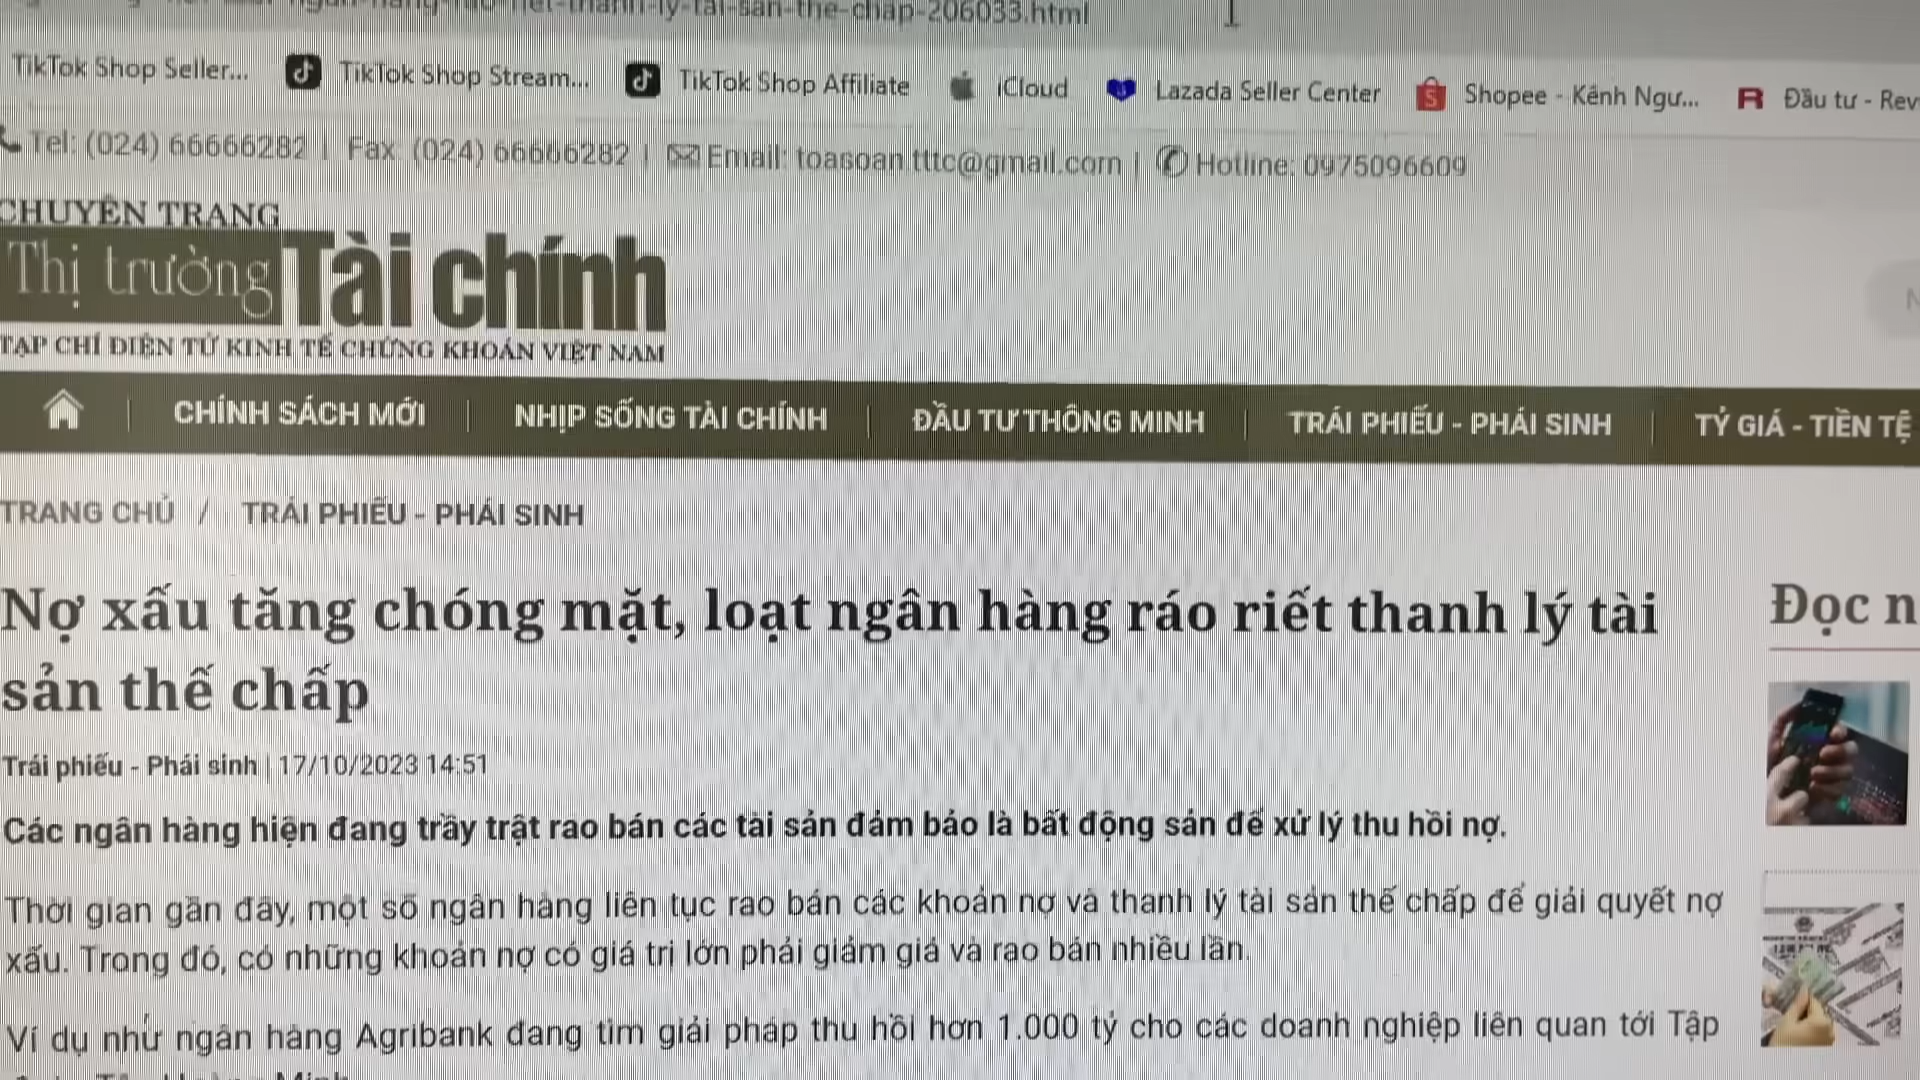 -thanh-ly-tai-san-the-chap-206033.html
TikTok Shop Seller... TikTok Shop Stream... TikTok Shop Affiliate iCloud Lazada Seller Center Shopee - Kênh Ngư... Đầu tư - Rev
Tel: (024) 66666282 | Fax: (024) 66666282 | Email: toasoan.tttc@gmail.com | Hotline: 0975096609
CHUYÊN TRANG
Thị trường Tài chính
TẠP CHÍ ĐIỆN TỬ KINH TẾ CHỨNG KHOÁN VIỆT NAM
CHÍNH SÁCH MỚI | NHỊP SỐNG TÀI CHÍNH | ĐẦU TƯ THÔNG MINH | TRÁI PHIẾU - PHÁI SINH | TỶ GIÁ - TIỀN TỆ
TRANG CHỦ / TRÁI PHIẾU - PHÁI SINH
Nợ xấu tăng chóng mặt, loạt ngân hàng ráo riết thanh lý tài
sản thế chấp
Đọc n
Trái phiếu - Phái sinh | 17/10/2023 14:51
Các ngân hàng hiện đang trầy trật rao bán các tài sản đảm bảo là bất động sản để xử lý thu hồi nợ.
Thời gian gần đây, một số ngân hàng liên tục rao bán các khoản nợ và thanh lý tài sản thế chấp để giải quyết nợ
xấu. Trong đó, có những khoản nợ có giá trị lớn phải giảm giá và rao bán nhiều lần.
Ví dụ như ngân hàng Agribank đang tìm giải pháp thu hồi hơn 1.000 tỷ cho các doanh nghiệp liên quan tới Tập